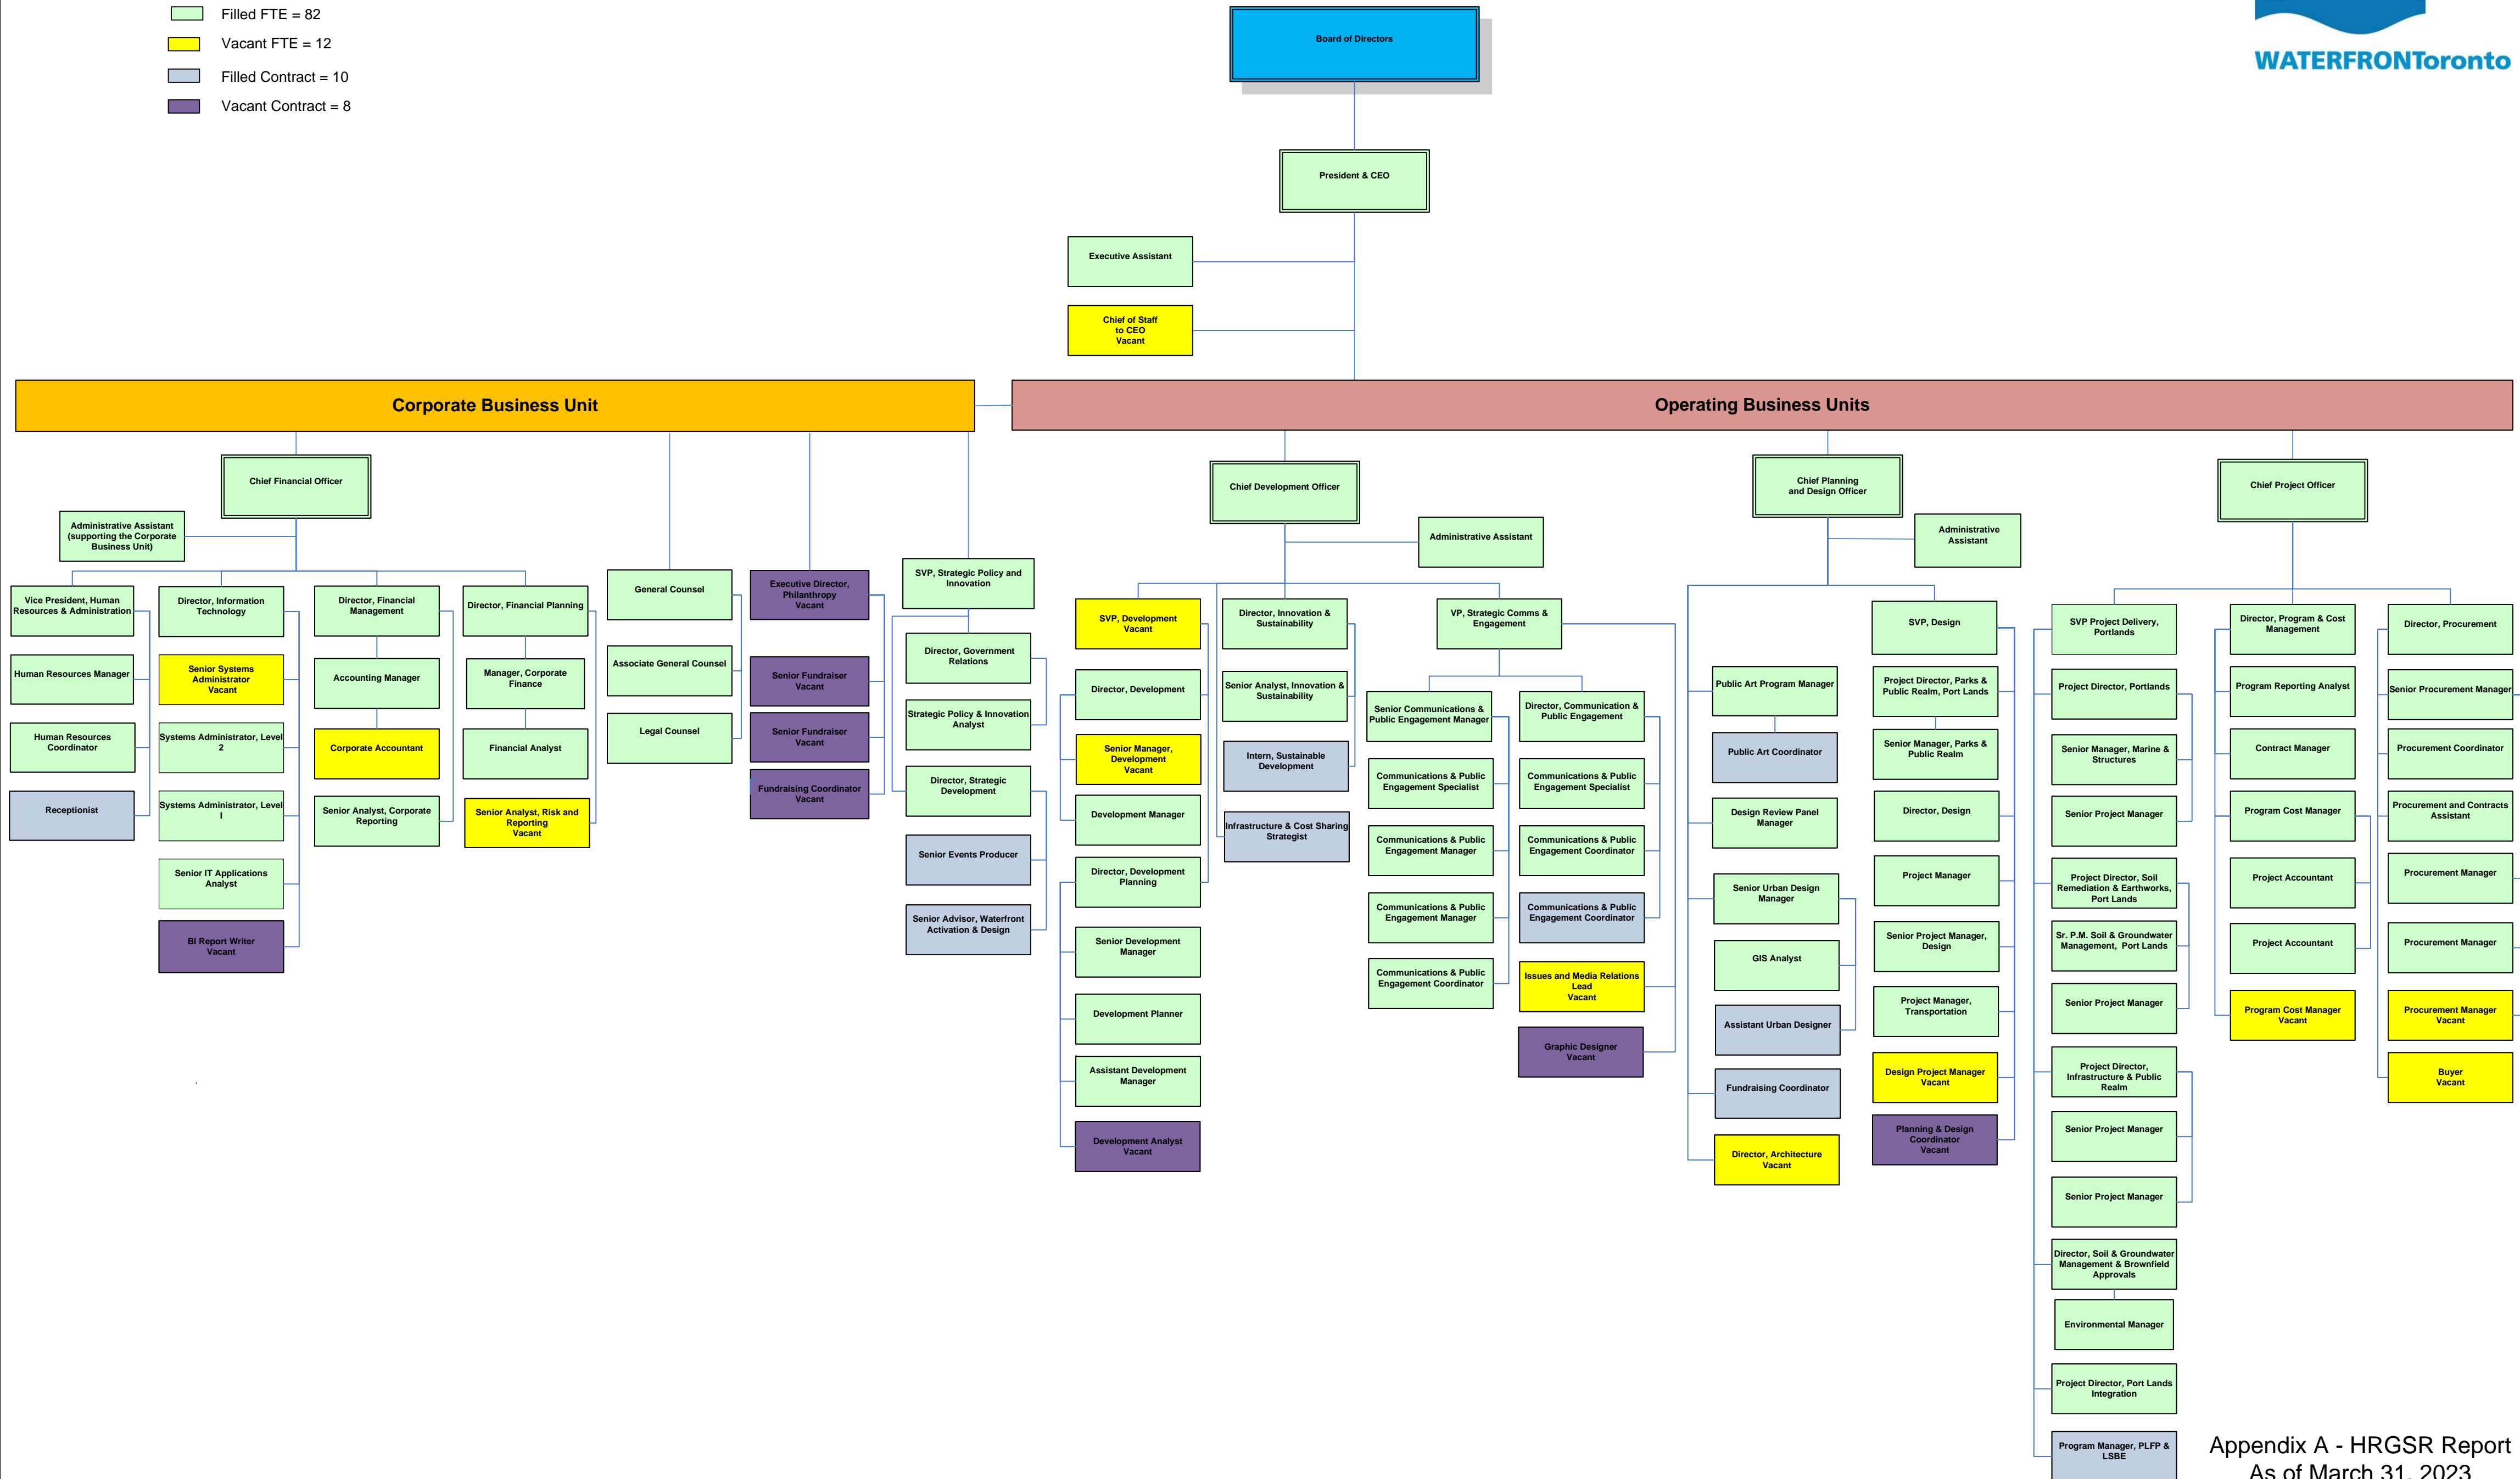 Filled FTE = 82
Vacant FTE = 12
Filled Contract = 10
Vacant Contract = 8
WATERFRONToronto
Board of Directors
President & CEO
Executive Assistant
Chief of Staff
to CEO
Vacant
Corporate Business Unit
Operating Business Units
Chief Financial Officer
Administrative Assistant
(supporting the Corporate
Business Unit)
Vice President, Human
Resources & Administration
Human Resources Manager
Human Resources
Coordinator
Receptionist
Director, Information
Technology
Senior Systems
Administrator
Vacant
Systems Administrator, Level
2
Systems Administrator, Level
I
Senior IT Applications
Analyst
BI Report Writer
Vacant
Director, Financial
Management
Accounting Manager
Corporate Accountant
Senior Analyst, Corporate
Reporting
Director, Financial Planning
Manager, Corporate
Finance
Financial Analyst
Senior Analyst, Risk and
Reporting
Vacant
General Counsel
Associate General Counsel
Legal Counsel
Executive Director,
Philanthropy
Vacant
Senior Fundraiser
Vacant
Senior Fundraiser
Vacant
Fundraising Coordinator
Vacant
SVP, Strategic Policy and
Innovation
Director, Government
Relations
Strategic Policy & Innovation
Analyst
Director, Strategic
Development
Senior Events Producer
Senior Advisor, Waterfront
Activation & Design
Chief Development Officer
Administrative Assistant
SVP, Development
Vacant
Director, Development
Senior Manager,
Development
Vacant
Development Manager
Director, Development
Planning
Senior Development
Manager
Development Planner
Assistant Development
Manager
Development Analyst
Vacant
Director, Innovation &
Sustainability
Senior Analyst, Innovation &
Sustainability
Intern, Sustainable
Development
Infrastructure & Cost Sharing
Strategist
VP, Strategic Comms &
Engagement
Senior Communications &
Public Engagement Manager
Communications & Public
Engagement Specialist
Communications & Public
Engagement Manager
Communications & Public
Engagement Manager
Communications & Public
Engagement Coordinator
Director, Communication &
Public Engagement
Communications & Public
Engagement Specialist
Communications & Public
Engagement Coordinator
Communications & Public
Engagement Coordinator
Issues and Media Relations
Lead
Vacant
Graphic Designer
Vacant
Chief Planning
and Design Officer
Administrative
Assistant
Public Art Program Manager
Public Art Coordinator
Design Review Panel
Manager
Senior Urban Design
Manager
GIS Analyst
Assistant Urban Designer
Fundraising Coordinator
Director, Architecture
Vacant
SVP, Design
Project Director, Parks &
Public Realm, Port Lands
Senior Manager, Parks &
Public Realm
Director, Design
Project Manager
Senior Project Manager,
Design
Project Manager,
Transportation
Design Project Manager
Vacant
Planning & Design
Coordinator
Vacant
Chief Project Officer
SVP Project Delivery,
Portlands
Project Director, Portlands
Senior Manager, Marine &
Structures
Senior Project Manager
Project Director, Soil
Remediation & Earthworks,
Port Lands
Sr. P.M. Soil & Groundwater
Management, Port Lands
Senior Project Manager
Project Director,
Infrastructure & Public
Realm
Senior Project Manager
Senior Project Manager
Director, Soil & Groundwater
Management & Brownfield
Approvals
Environmental Manager
Project Director, Port Lands
Integration
Program Manager, PLFP &
LSBE
Director, Program & Cost
Management
Program Reporting Analyst
Contract Manager
Program Cost Manager
Project Accountant
Project Accountant
Program Cost Manager
Vacant
Director, Procurement
Senior Procurement Manager
Procurement Coordinator
Procurement and Contracts
Assistant
Procurement Manager
Procurement Manager
Procurement Manager
Vacant
Buyer
Vacant
Appendix A - HRGSR Report
As of March 31, 2023